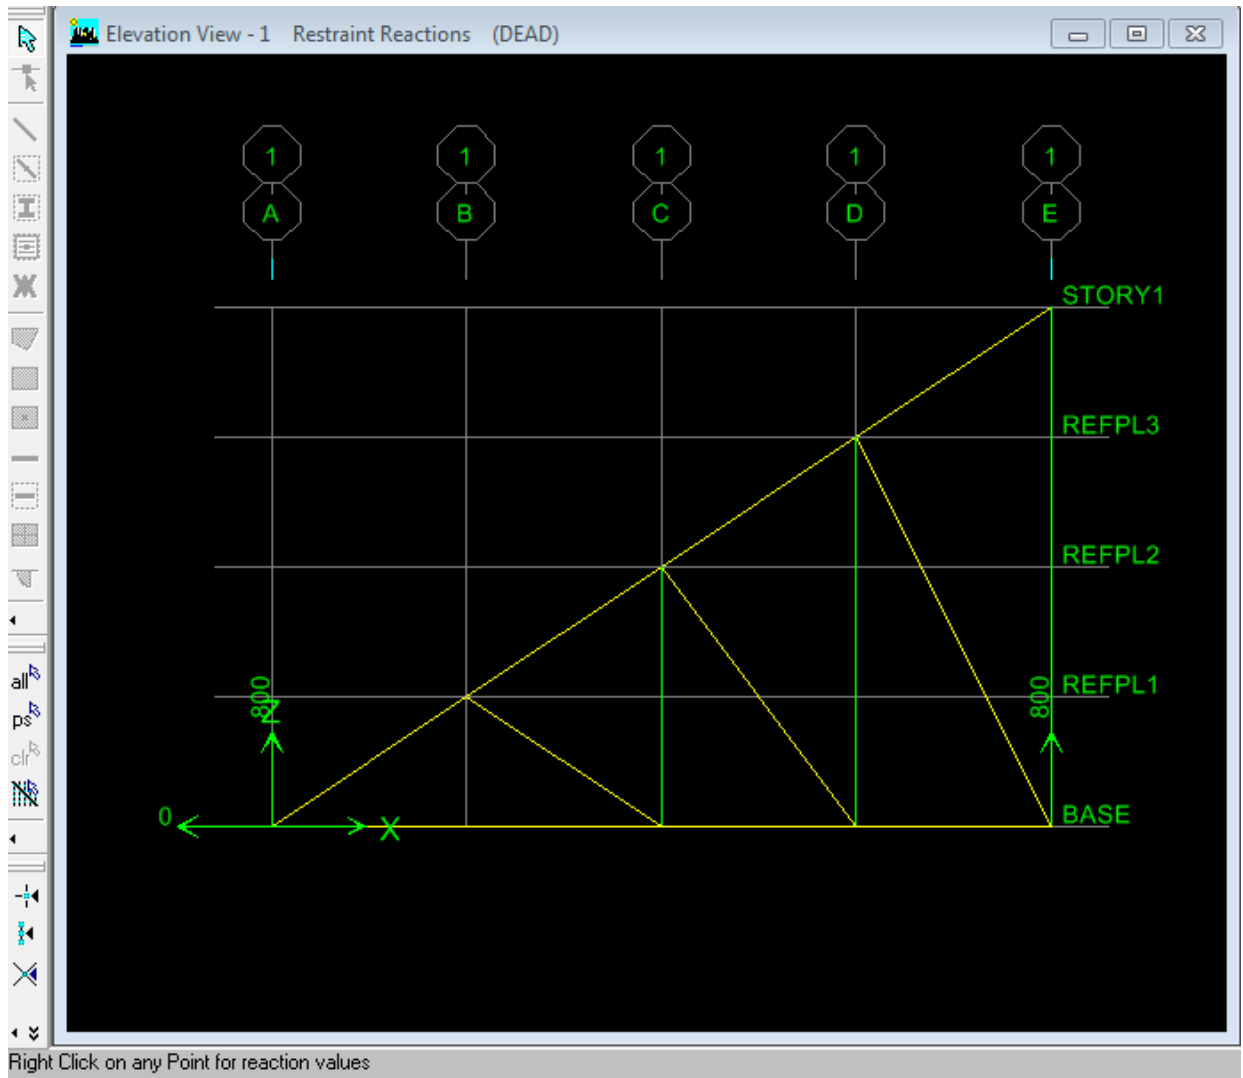 Elevation View - 1 Restraint Reactions (DEAD)
1 1 1 1 1
A B C D E
STORY1
REFPL3
REFPL2
all
800 800 REFPL1
Z
ps
clr
0 X BASE
Right Click on any Point for reaction values